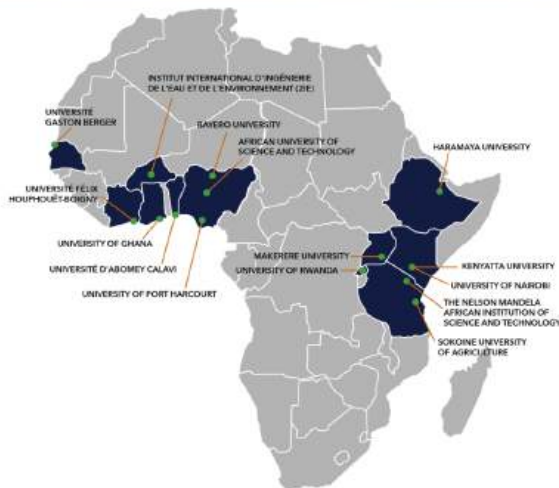 INSTITUT INTERNATIONAL D'INGÉNIERIE
DE L'EAU ET DE L'ENVIRONNEMENT (2IE)
UNIVERSITÉ
GASTON BERGER
BAYERO UNIVERSITY
AFRICAN UNIVERSITY OF
SCIENCE AND TECHNOLOGY
HARAMAYA UNIVERSITY
UNIVERSITÉ FÉLIX
HOUPHOUËT-BOIGNY
UNIVERSITY OF GHANA
UNIVERSITÉ D'ABOMEY CALAVI
UNIVERSITY OF PORT HARCOURT
MAKERERE UNIVERSITY
UNIVERSITY OF RWANDA
KENYATTA UNIVERSITY
UNIVERSITY OF NAIROBI
THE NELSON MANDELA
AFRICAN INSTITUTION OF
SCIENCE AND TECHNOLOGY
SOKOINE UNIVERSITY
OF AGRICULTURE